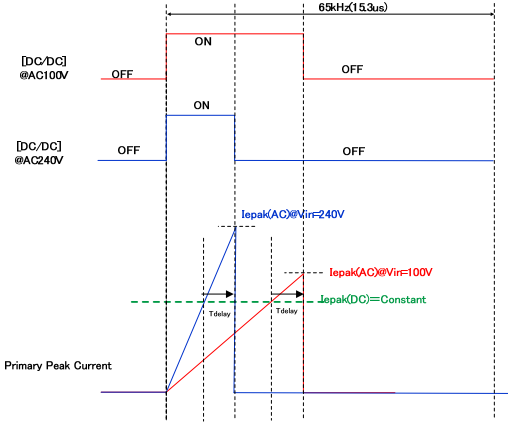 65kHz(15.3us)
[DC/DC]
@AC100V
OFF
ON
OFF
[DC/DC]
@AC240V
OFF
ON
OFF
Iepak(AC)@Vin=240V
Iepak(AC)@Vin=100V
Iepak(DC)=Constant
Tdelay
Tdelay
Primary Peak Current